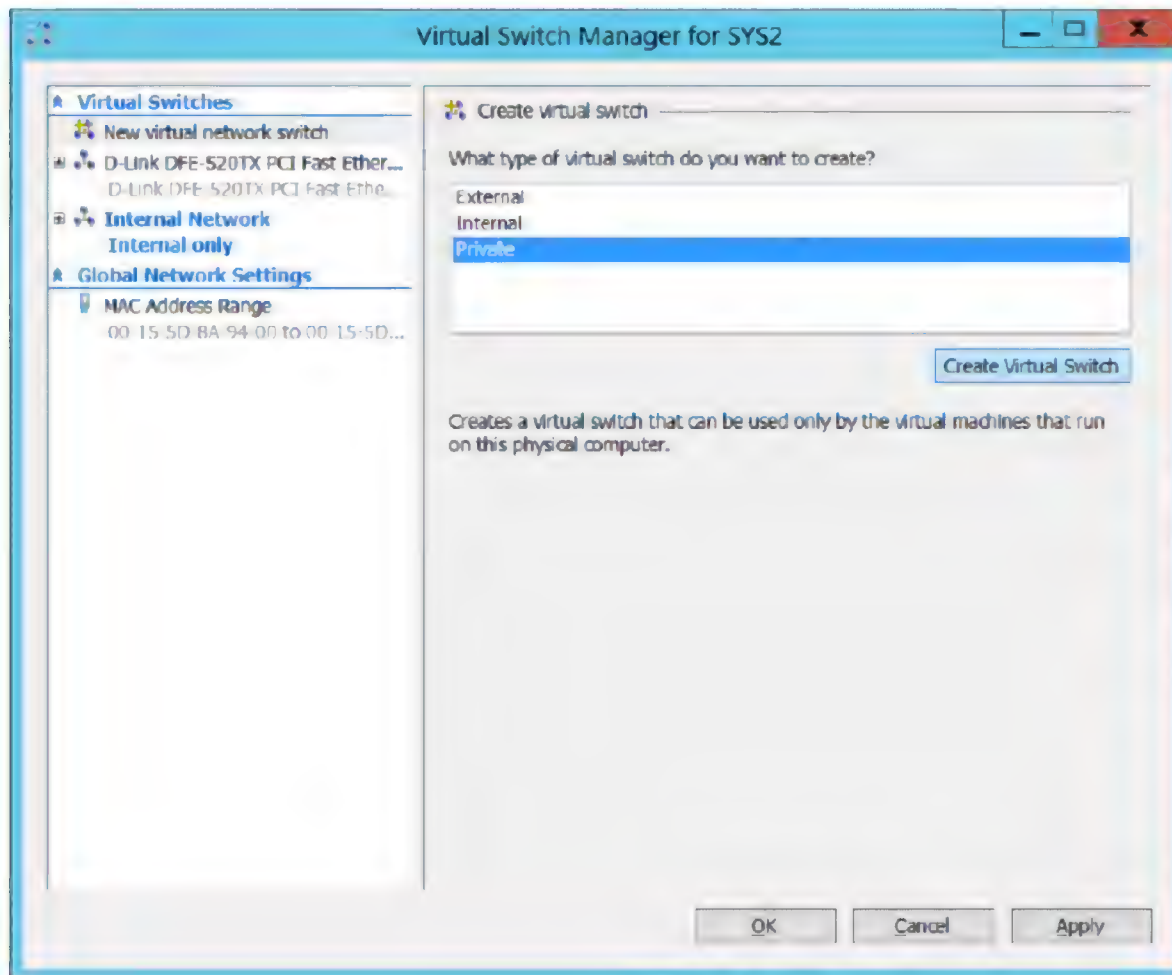 Virtual Switch Manager for SYS2
Virtual Switches
New virtual network switch
D-Link DFE-520TX PCI Fast Ether...
D-Link DFE-520TX PCI Fast Ethe...
Internal Network
Internal only
Global Network Settings
MAC Address Range
00-15-5D-8A-94-00 to 00-15-5D...
Create virtual switch
What type of virtual switch do you want to create?
External
Internal
Private
Create Virtual Switch
Creates a virtual switch that can be used only by the virtual machines that run
on this physical computer.
OK
Cancel
Apply